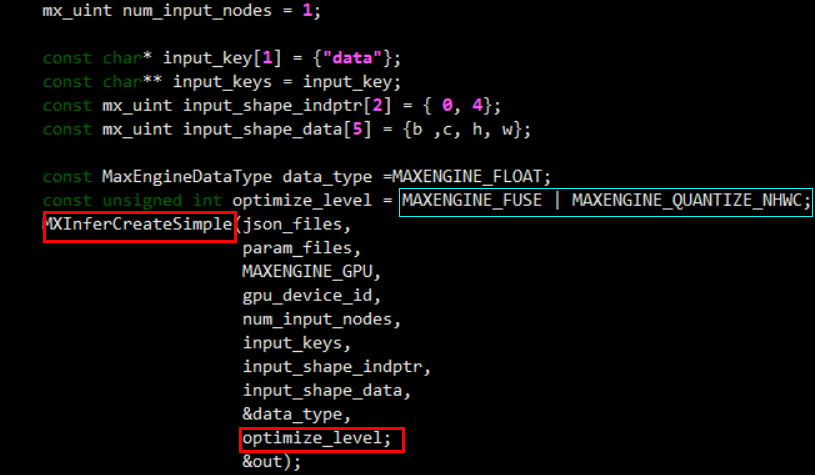 mx_uint num_input_nodes = 1;
const char* input_key[1] = {"data"};
const char** input_keys = input_key;
const mx_uint input_shape_indptr[2] = { 0, 4};
const mx_uint input_shape_data[5] = {b ,c, h, w};
const MaxEngineDataType data_type =MAXENGINE_FLOAT;
const unsigned int optimize_level = MAXENGINE_FUSE | MAXENGINE_QUANTIZE_NHWC;
MXInferCreateSimple(json_files,
param_files,
MAXENGINE_GPU,
gpu_device_id,
num_input_nodes,
input_keys,
input_shape_indptr,
input_shape_data,
&data_type,
optimize_level;
&out);